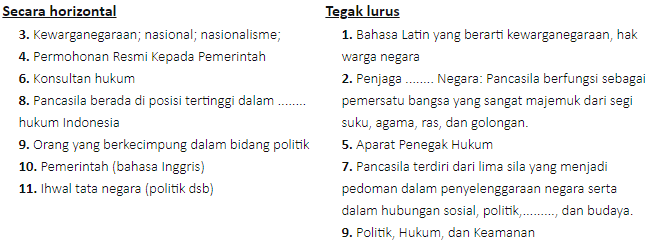 Secara horizontal
3. Kewarganegaraan; nasional; nasionalisme;
4. Permohonan Resmi Kepada Pemerintah
6. Konsultan hukum
8. Pancasila berada di posisi tertinggi dalam ........
hukum Indonesia
9. Orang yang berkecimpung dalam bidang politik
10. Pemerintah (bahasa Inggris)
11. Ihwal tata negara (politik dsb)
Tegak lurus
1. Bahasa Latin yang berarti kewarganegaraan, hak
warga negara
2. Penjaga ........ Negara: Pancasila berfungsi sebagai
pemersatu bangsa yang sangat majemuk dari segi
suku, agama, ras, dan golongan.
5. Aparat Penegak Hukum
7. Pancasila terdiri dari lima sila yang menjadi
pedoman dalam penyelenggaraan negara serta
dalam hubungan sosial, politik,........., dan budaya.
9. Politik, Hukum, dan Keamanan